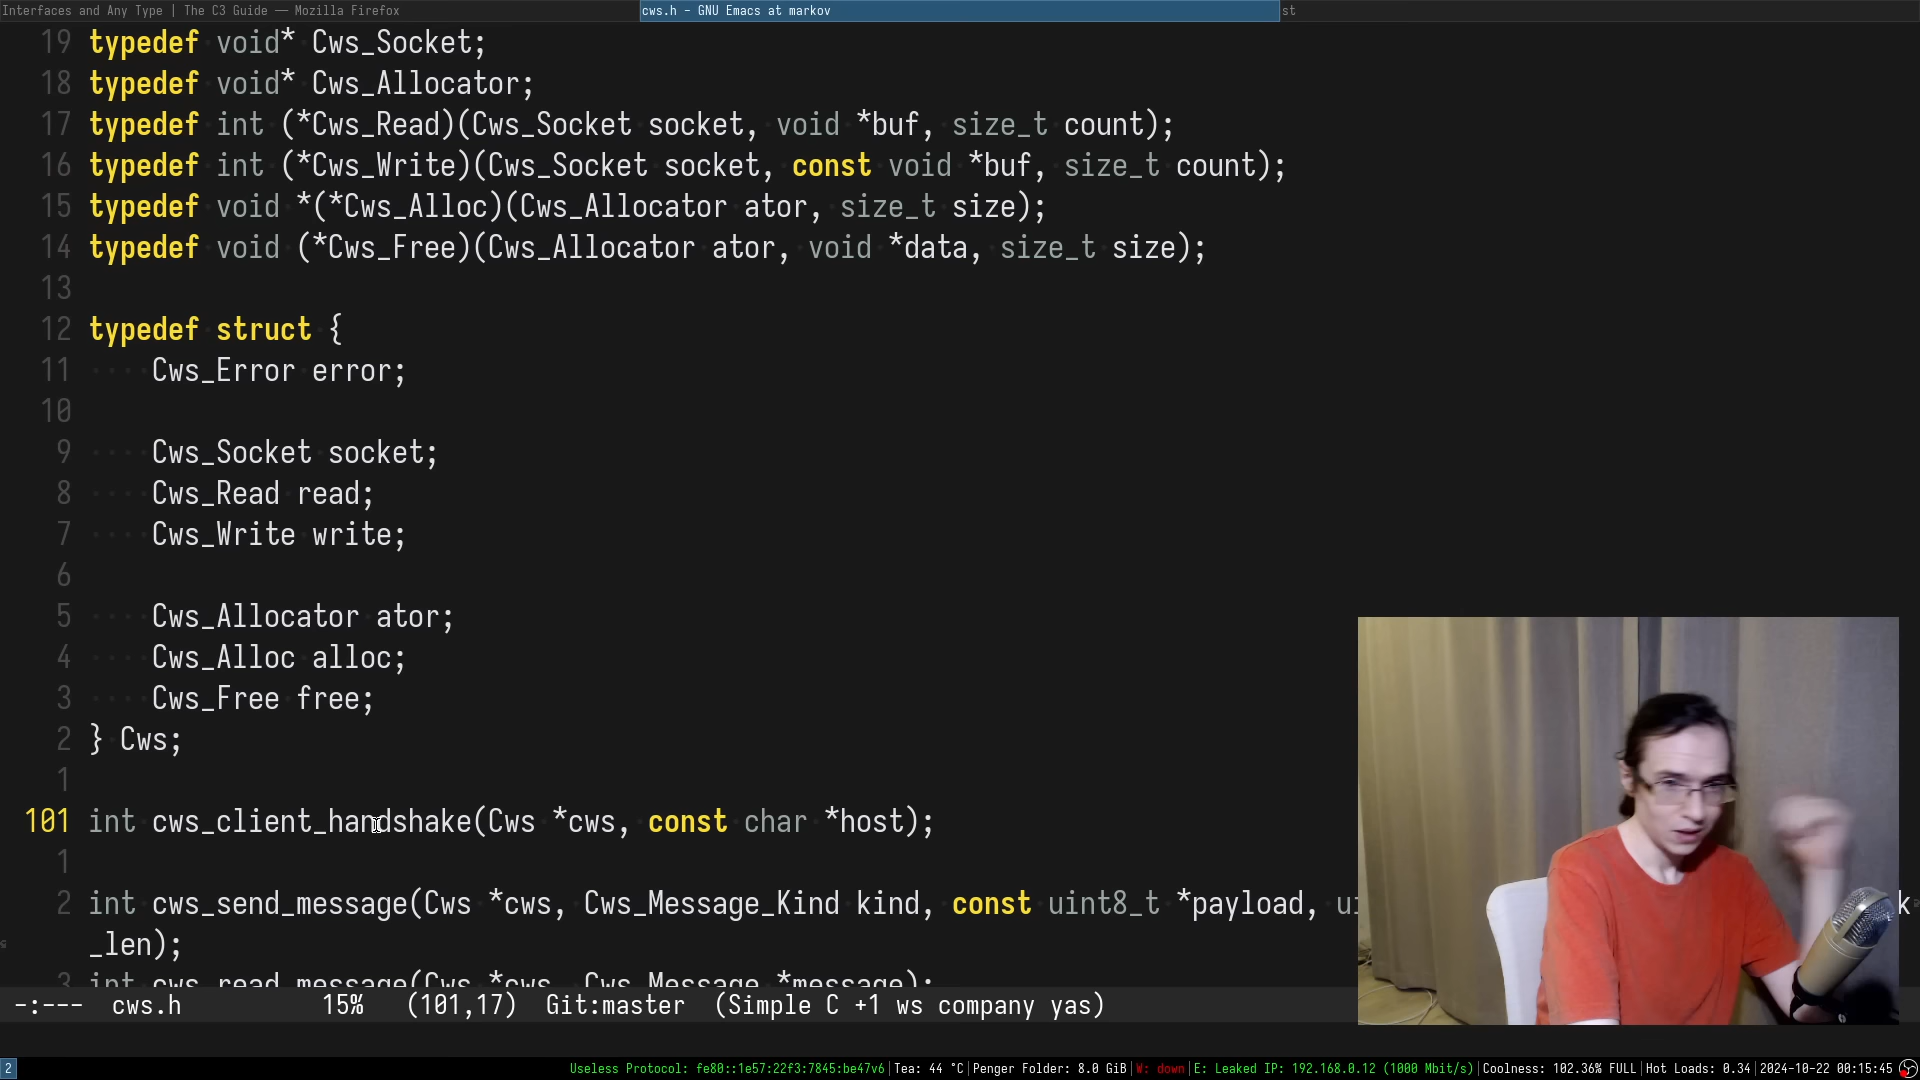 Interfaces and Any Type | The C3 Guide — Mozilla Firefox
cws.h - GNU Emacs at markov
st
19 typedef void* Cws_Socket;
18 typedef void* Cws_Allocator;
17 typedef int (*Cws_Read)(Cws_Socket socket, void *buf, size_t count);
16 typedef int (*Cws_Write)(Cws_Socket socket, const void *buf, size_t count);
15 typedef void *(*Cws_Alloc)(Cws_Allocator ator, size_t size);
14 typedef void (*Cws_Free)(Cws_Allocator ator, void *data, size_t size);
13
12 typedef struct {
11 Cws_Error error;
10
9 Cws_Socket socket;
8 Cws_Read read;
7 Cws_Write write;
6
5 Cws_Allocator ator;
4 Cws_Alloc alloc;
3 Cws_Free free;
2 } Cws;
1
101 int cws_client_handshake(Cws *cws, const char *host);
1
2 int cws_send_message(Cws *cws, Cws_Message_Kind kind, const uint8_t *payload, ui k
_len);
3 int cws_read_message(Cws *cws, Cws_Message *message);
-:--- cws.h 15% (101,17) Git:master (Simple C +1 ws company yas)
2 Useless Protocol: fe80::1e57:22f3:7845:be47v6|Tea: 44 °C|Penger Folder: 8.0 GiB|W: down|E: Leaked IP: 192.168.0.12 (1000 Mbit/s)|Coolness: 102.36% FULL|Hot Loads: 0.34|2024-10-22 00:15:45